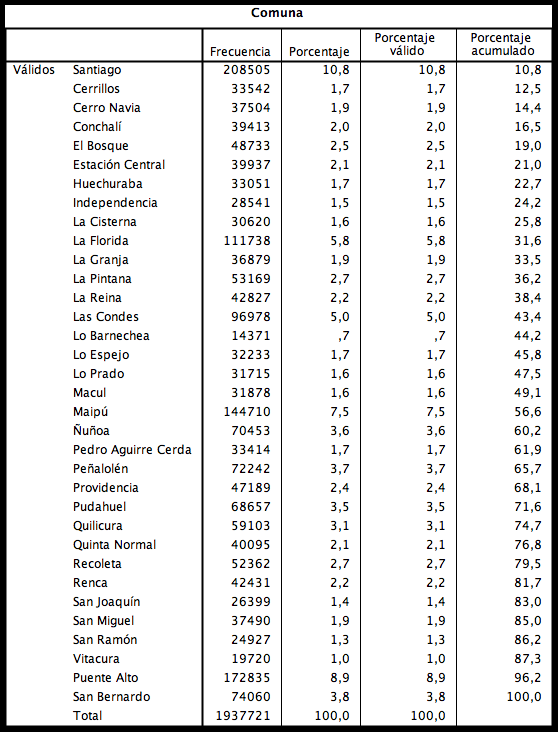 Comuna
Frecuencia Porcentaje Porcentaje válido Porcentaje acumulado
Válidos Santiago 208505 10,8 10,8 10,8
Cerrillos 33542 1,7 1,7 12,5
Cerro Navia 37504 1,9 1,9 14,4
Conchalí 39413 2,0 2,0 16,5
El Bosque 48733 2,5 2,5 19,0
Estación Central 39937 2,1 2,1 21,0
Huechuraba 33051 1,7 1,7 22,7
Independencia 28541 1,5 1,5 24,2
La Cisterna 30620 1,6 1,6 25,8
La Florida 111738 5,8 5,8 31,6
La Granja 36879 1,9 1,9 33,5
La Pintana 53169 2,7 2,7 36,2
La Reina 42827 2,2 2,2 38,4
Las Condes 96978 5,0 5,0 43,4
Lo Barnechea 14371 ,7 ,7 44,2
Lo Espejo 32233 1,7 1,7 45,8
Lo Prado 31715 1,6 1,6 47,5
Macul 31878 1,6 1,6 49,1
Maipú 144710 7,5 7,5 56,6
Ñuñoa 70453 3,6 3,6 60,2
Pedro Aguirre Cerda 33414 1,7 1,7 61,9
Peñalolén 72242 3,7 3,7 65,7
Providencia 47189 2,4 2,4 68,1
Pudahuel 68657 3,5 3,5 71,6
Quilicura 59103 3,1 3,1 74,7
Quinta Normal 40095 2,1 2,1 76,8
Recoleta 52362 2,7 2,7 79,5
Renca 42431 2,2 2,2 81,7
San Joaquín 26399 1,4 1,4 83,0
San Miguel 37490 1,9 1,9 85,0
San Ramón 24927 1,3 1,3 86,2
Vitacura 19720 1,0 1,0 87,3
Puente Alto 172835 8,9 8,9 96,2
San Bernardo 74060 3,8 3,8 100,0
Total 1937721 100,0 100,0